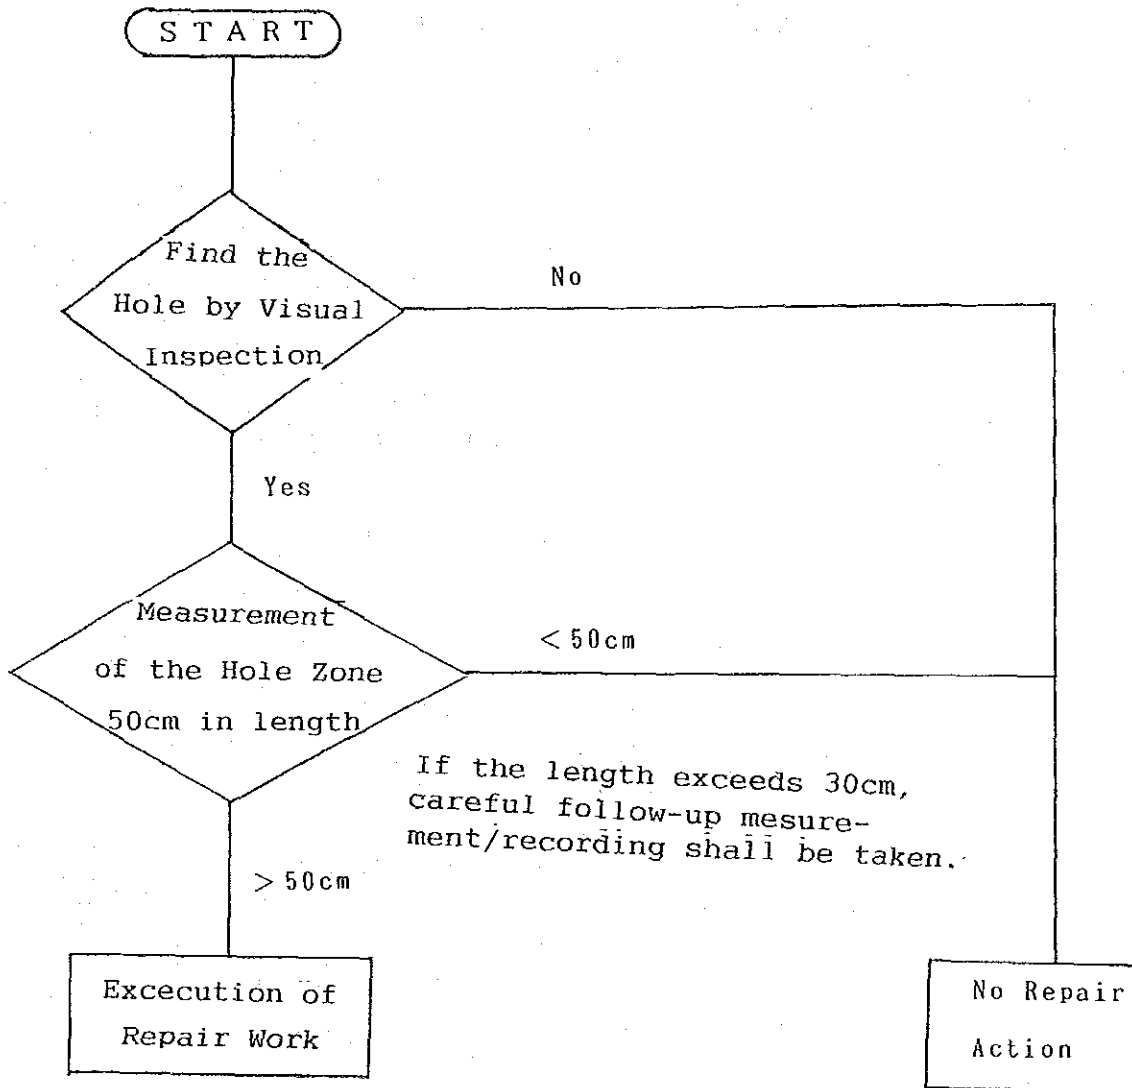 START
Find the
Hole by Visual
Inspection
No
Yes
Measurement
of the Hole Zone
50cm in length
< 50cm
If the length exceeds 30cm,
careful follow-up mesure-
ment/recording shall be taken.
> 50cm
Excecution of
Repair Work
No Repair
Action